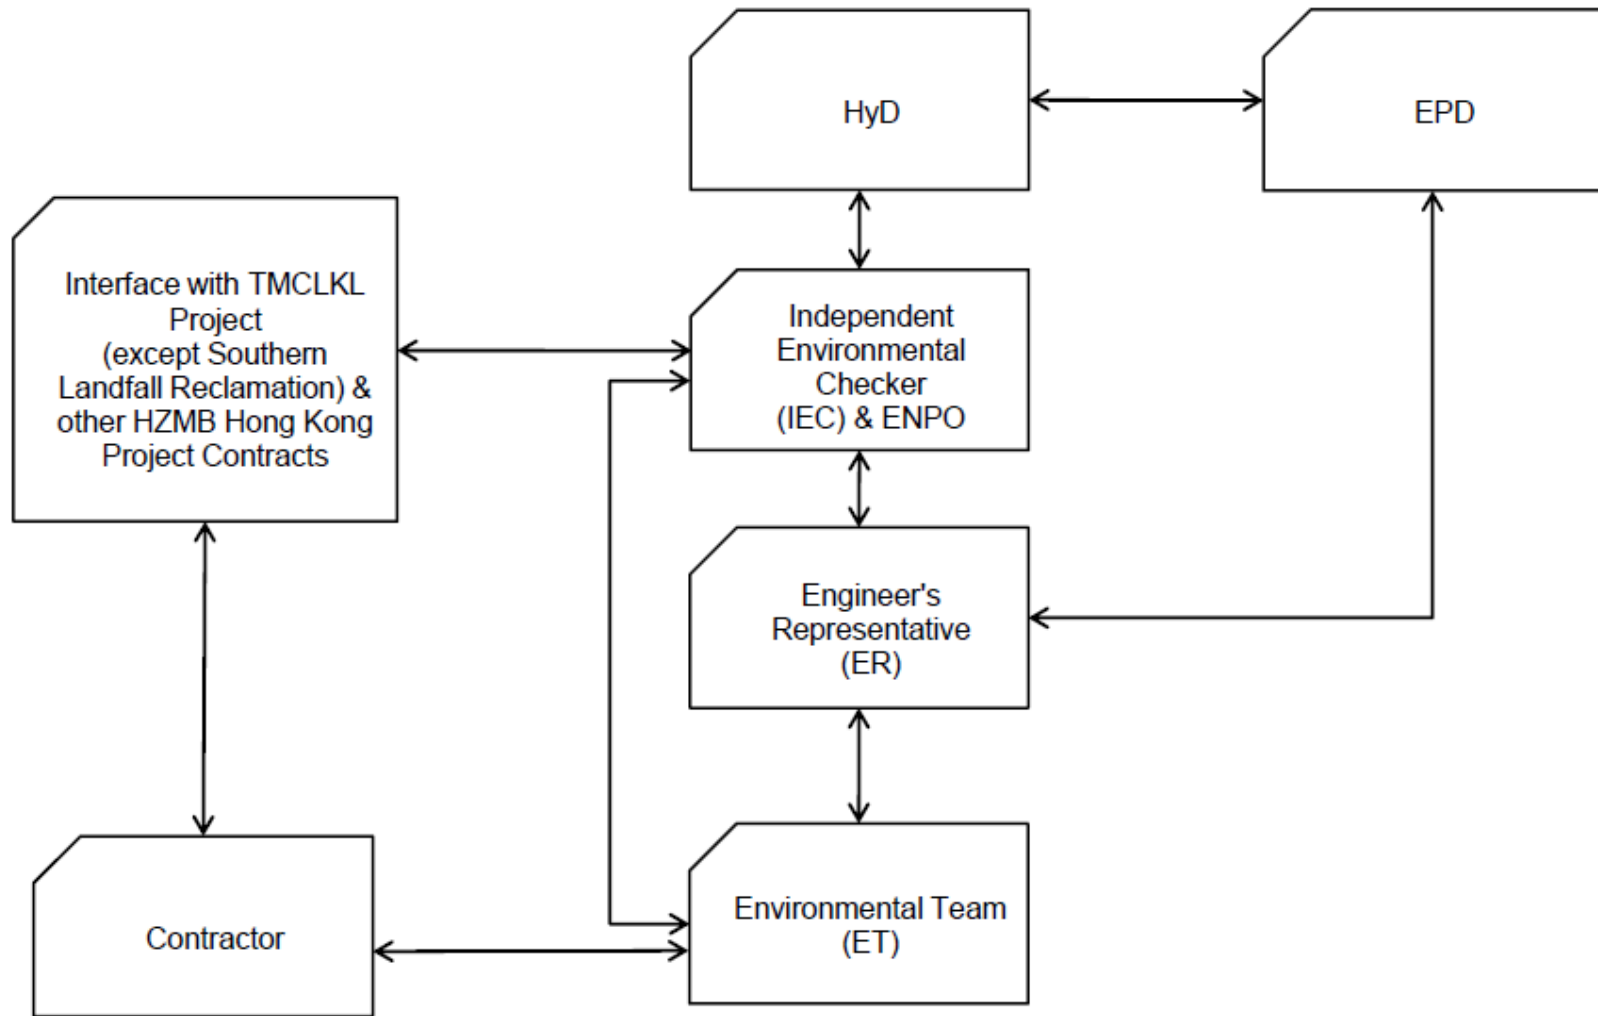 HyD
EPD
Interface with TMCLKL
Project
(except Southern
Landfall Reclamation) &
other HZMB Hong Kong
Project Contracts
Independent
Environmental
Checker
(IEC) & ENPO
Engineer's
Representative
(ER)
Contractor
Environmental Team
(ET)